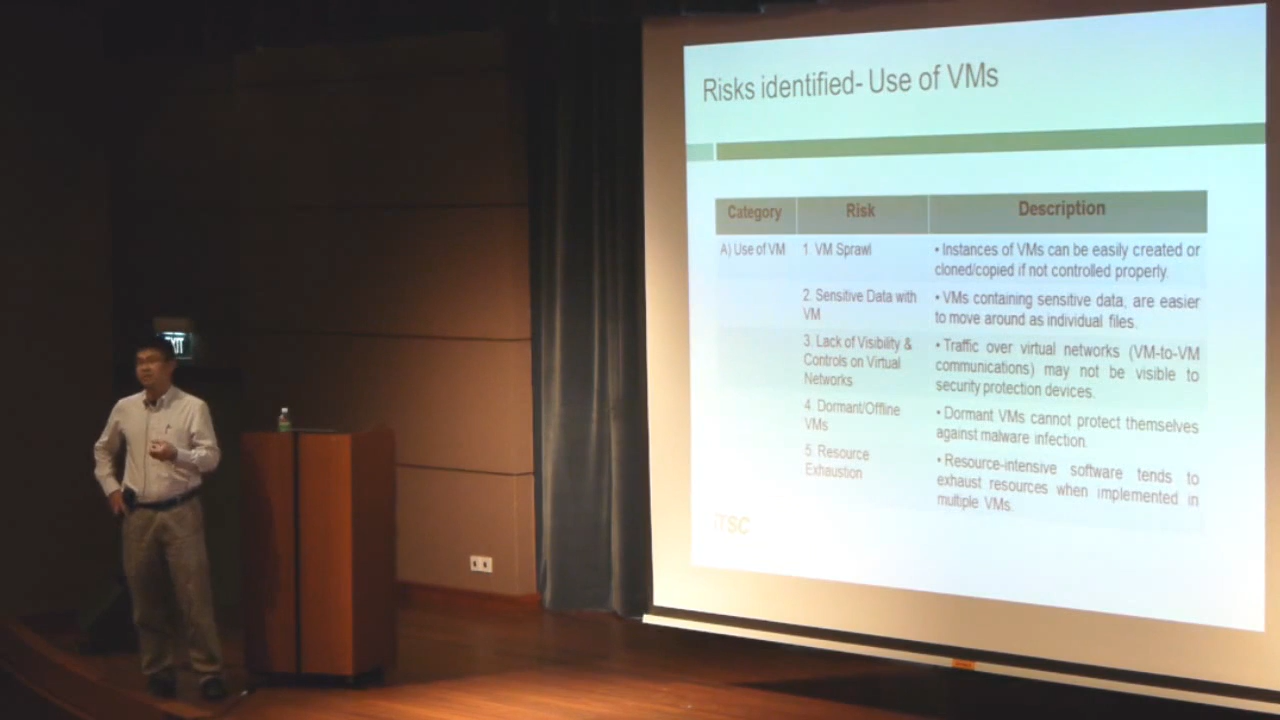 Risks identified- Use of VMs
Category Risk Description
A) Use of VM 1 VM Sprawl • Instances of VMs can be easily created or
cloned/copied if not controlled properly.
2. Sensitive Data with
VM
• VMs containing sensitive data, are easier
to move around as individual files.
3. Lack of Visibility &
Controls on Virtual
Networks
• Traffic over virtual networks (VM-to-VM
communications) may not be visible to
security protection devices.
4. Dormant/Offline
VMs
• Dormant VMs cannot protect themselves
against malware infection.
5. Resource
Exhaustion
• Resource-intensive software tends to
exhaust resources when implemented in
multiple VMs.
iTSC
EXIT